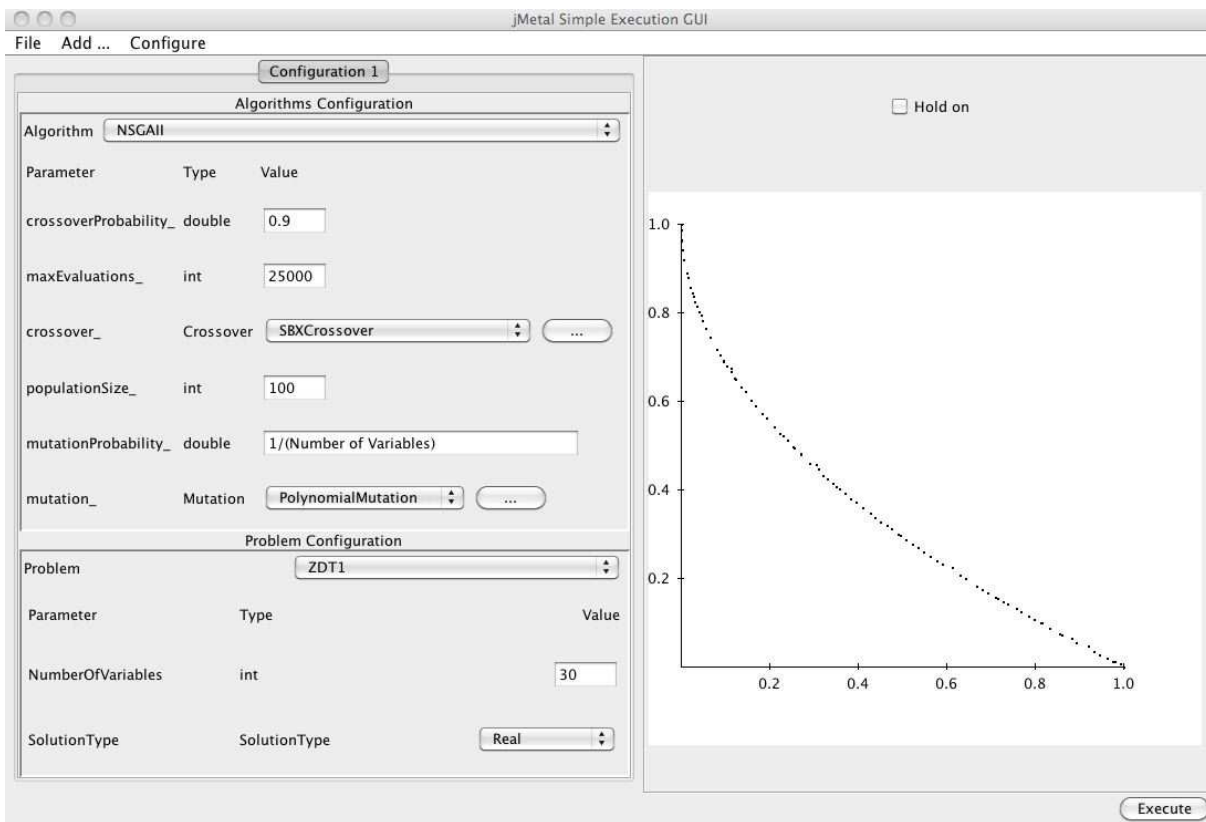 jMetal Simple Execution GUI
File Add ... Configure
Configuration 1
Algorithms Configuration
Algorithm NSGAII
Parameter Type Value
crossoverProbability_ double 0.9
maxEvaluations_ int 25000
crossover_ Crossover SBXCrossover ...
populationSize_ int 100
mutationProbability_ double 1/(Number of Variables)
mutation_ Mutation PolynomialMutation ...
Problem Configuration
Problem ZDT1
Parameter Type Value
NumberOfVariables int 30
SolutionType SolutionType Real
Hold on
1.0
0.8
0.6
0.4
0.2
0.2 0.4 0.6 0.8 1.0
Execute